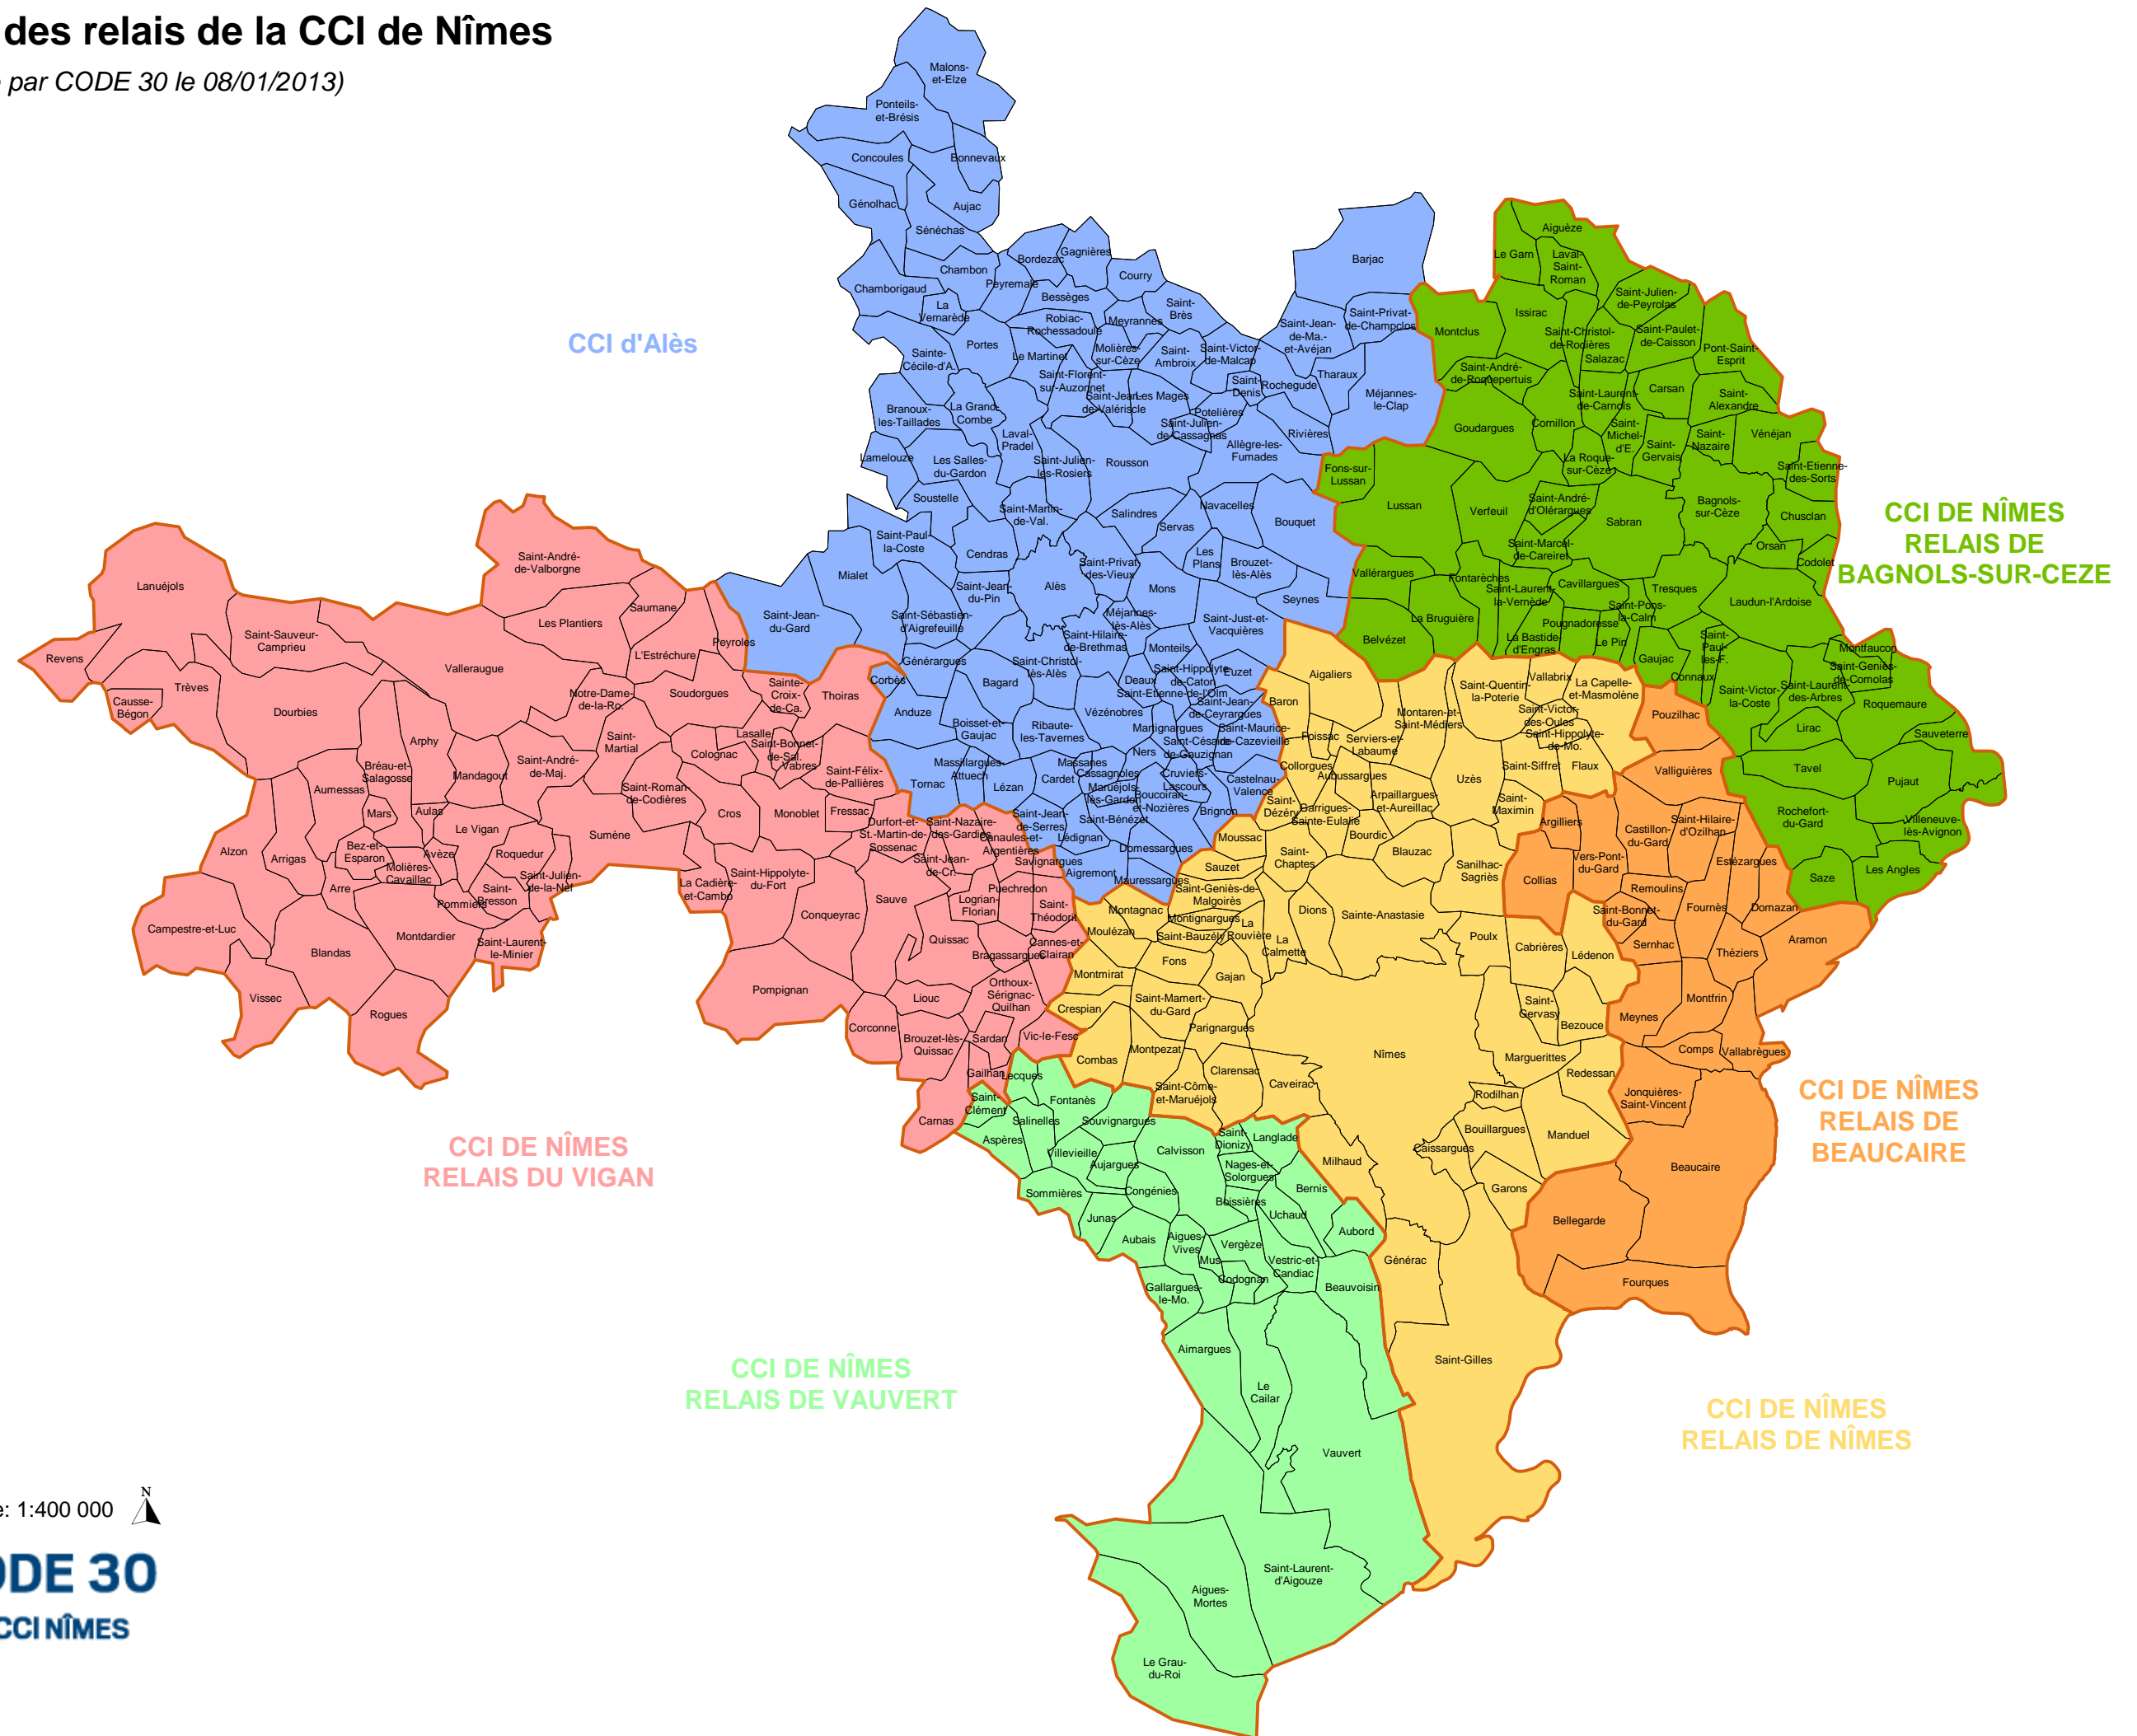 des relais de la CCI de Nîmes
par CODE 30 le 08/01/2013)
CCI d'Alès
CCI DE NÎMES
RELAIS DE
BAGNOLS-SUR-CEZE
CCI DE NÎMES
RELAIS DE
BEAUCAIRE
CCI DE NÎMES
RELAIS DU VIGAN
CCI DE NÎMES
RELAIS DE VAUVERT
CCI DE NÎMES
RELAIS DE NÎMES
Malons-
et-Elze
Ponteils-
et-Brésis
Concoules
Bonnevaux
Génolhac
Aujac
Sénéchas
Chambon
Bordezac
Gagnières
Courry
Peyremale
Chamborigaud
La
Vernarède
Bessèges
Robiac-
Rochessadoule
Meyrannes
Saint-
Brès
Barjac
Saint-Privat-
de-Champclos
Saint-Jean-
de-Ma.-
et-Avéjan
Sainte-
Cécile-d'A.
Portes
Le Martinet
Molières-
sur-Cèze
Saint-
Ambroix
Saint-Victor-
de-Malcap
Saint-Florent-
sur-Auzonnet
Saint-Jean-
de-Valériscle
Les Mages
Saint-
Denis
Rochegude
Tharaux
Méjannes-
le-Clap
Branoux-
les-Taillades
La Grand-
Combe
Potelières
Saint-Julien-
de-Cassagnas
Allègre-les-
Fumades
Rivières
Laval-
Pradel
Lamelouze
Les Salles-
du-Gardon
Saint-Julien-
les-Rosiers
Rousson
Soustelle
Saint-Martin-
de-Val.
Salindres
Servas
Navacelles
Bouquet
Saint-Paul-
la-Coste
Cendras
Saint-Privat-
des-Vieux
Les
Plans
Brouzet-
lès-Alès
Mialet
Saint-Jean-
du-Pin
Alès
Mons
Seynes
Saint-Jean-
du-Gard
Saint-Sébastien-
d'Aigrefeuille
Méjannes-
lès-Alès
Saint-Just-et-
Vacquières
Saint-Hilaire-
de-Brethmas
Monteils
Générargues
Saint-Christol-
lès-Alès
Saint-Hippolyte-
de-Caton
Euzet
Corbès
Bagard
Deaux
Saint-Etienne-de-l'Olm
Saint-Jean-
de-Ceyrargues
Anduze
Boisset-et-
Gaujac
Ribaute-
les-Tavernes
Vézénobres
Martignargues
Saint-Maurice-
de-Cazevieille
Saint-Césaire-
de-Gauzignan
Ners
Massillargues-
Attuech
Massanes
Cassagnoles
Cardet
Cruviers-
Lascours
Castelnau-
Valence
Tornac
Lézan
Maruéjols-
lès-Gardon
Boucoiran-
et-Nozières
Brignon
Saint-Jean-
de-Serres
Saint-Bénézet
Lédignan
Domessargues
Aigremont
Mauressargues
Aiguèze
Le Garn
Laval-
Saint-
Roman
Saint-Julien-
de-Peyrolas
Issirac
Montclus
Saint-Christol-
de-Rodières
Saint-Paulet-
de-Caisson
Salazac
Pont-Saint-
Esprit
Saint-André-
de-Roquepertuis
Saint-Laurent-
de-Carnols
Carsan
Saint-
Alexandre
Goudargues
Cornillon
Saint-
Michel-
d'E.
Saint-
Gervais
Saint-
Nazaire
Vénéjan
Fons-sur-
Lussan
La Roque-
sur-Cèze
Saint-Etienne-
des-Sorts
Lussan
Verfeuil
Saint-André-
d'Olérargues
Sabran
Bagnols-
sur-Cèze
Chusclan
Saint-Marcel-
de-Careiret
Orsan
Codolet
Vallérargues
Fontarèches
Saint-Laurent-
la-Vernède
Cavillargues
Tresques
Laudun-l'Ardoise
La Bruguière
Saint-Pons-
la-Calm
Pougnadoresse
Belvézet
La Bastide-
d'Engras
Le Pin
Gaujac
Saint-
Paul-
les-F.
Connaux
Montfaucon
Saint-Geniès-
de-Comolas
Saint-Victor-
la-Coste
Saint-Laurent-
des-Arbres
Roquemaure
Lirac
Sauveterre
Tavel
Pujaut
Rochefort-
du-Gard
Villeneuve-
lès-Avignon
Saze
Les Angles
Lanuéjols
Saint-André-
de-Valborgne
Saumane
Les Plantiers
Peyroles
Revens
Saint-Sauveur-
Camprieu
L'Estréchure
Valleraugue
Trèves
Causse-
Bégon
Dourbies
Notre-Dame-
de-la-Ro.
Soudorgues
Sainte-
Croix-
de-Ca.
Thoiras
Arphy
Saint-
Martial
Lasalle
Colognac
Saint-Bonnet-
de-Sal.
Vabres
Bréau-et-
Salagosse
Mandagout
Saint-André-
de-Maj.
Saint-Félix-
de-Pallières
Aumessas
Saint-Roman-
de-Codières
Mars
Aulas
Cros
Monoblet
Fressac
Le Vigan
Sumène
Durfort-et-
St.-Martin-de-
Sossenac
Saint-Nazaire-
des-Gardies
Canaules-et-
Argentières
Alzon
Arrigas
Bez-et-
Esparon
Avèze
Roquedur
Molières-
Cavaillac
Saint-Jean-
de-Cr.
Savignargues
Arre
Saint-Julien-
de-la-Nef
La Cadière-
et-Cambo
Saint-Hippolyte-
du-Fort
Puechredon
Pommiers
Saint-
Bresson
Sauve
Logrian-
Florian
Saint-
Théodorit
Conqueyrac
Campestre-et-Luc
Montdardier
Saint-Laurent-
le-Minier
Blandas
Quissac
Bragassargues
Cannes-et-
Clairan
Vissec
Rogues
Pompignan
Liouc
Orthoux-
Sérignac-
Quilhan
Corconne
Brouzet-lès-
Quissac
Sardan
Vic-le-Fesc
Gailhan
Carnas
Aigaliers
Baron
Vallabrix
Saint-Quentin-
la-Poterie
La Capelle-
et-Masmolène
Montaren-et-
Saint-Médiers
Saint-Victor-
des-Oules
Foissac
Serviers-et-
Labaume
Saint-Hippolyte-
de-Mo.
Collorgues
Aubussargues
Uzès
Saint-Siffret
Flaux
Saint-
Dézéry
Garrigues-
Sainte-Eulalie
Arpaillargues-
et-Aureillac
Saint-
Maximin
Moussac
Bourdic
Sauzet
Saint-
Chaptes
Blauzac
Sanilhac-
Sagriès
Saint-Geniès-de-
Malgoirès
Montagnac
Montignargues
Dions
Sainte-Anastasie
Moulézan
Saint-Bauzély
La
Rouvière
La
Calmette
Poulx
Cabrières
Lédenon
Fons
Montmirat
Gajan
Crespian
Saint-Mamert-
du-Gard
Saint-
Gervasy
Parignargues
Bezouce
Combas
Montpezat
Nîmes
Marguerittes
Clarensac
Caveirac
Redessan
Saint-Côme-
et-Maruéjols
Rodilhan
Bouillargues
Manduel
Caissargues
Milhaud
Garons
Générac
Saint-Gilles
Pouzilhac
Valliguières
Argilliers
Castillon-
du-Gard
Saint-Hilaire-
d'Ozilhan
Vers-Pont-
du-Gard
Estézargues
Collias
Remoulins
Saint-Bonnet-
du-Gard
Fournès
Domazan
Sernhac
Théziers
Aramon
Meynes
Montfrin
Comps
Vallabrègues
Jonquières-
Saint-Vincent
Beaucaire
Bellegarde
Fourques
Lecques
Saint-
Clément
Fontanès
Salinelles
Souvignargues
Aspères
Villevieille
Aujargues
Calvisson
Saint-
Dionizy
Langlade
Nages-et-
Solorgues
Sommières
Congénies
Boissières
Bernis
Junas
Uchaud
Aubord
Aubais
Aigues-
Vives
Mus
Vergèze
Vestric-et-
Candiac
Codognan
Gallargues-
le-Mo.
Beauvoisin
Aimargues
Le
Cailar
Vauvert
Saint-Laurent-
d'Aigouze
Aigues-
Mortes
Le Grau-
du-Roi
e: 1:400 000
N
ODE 30
CCI NÎMES